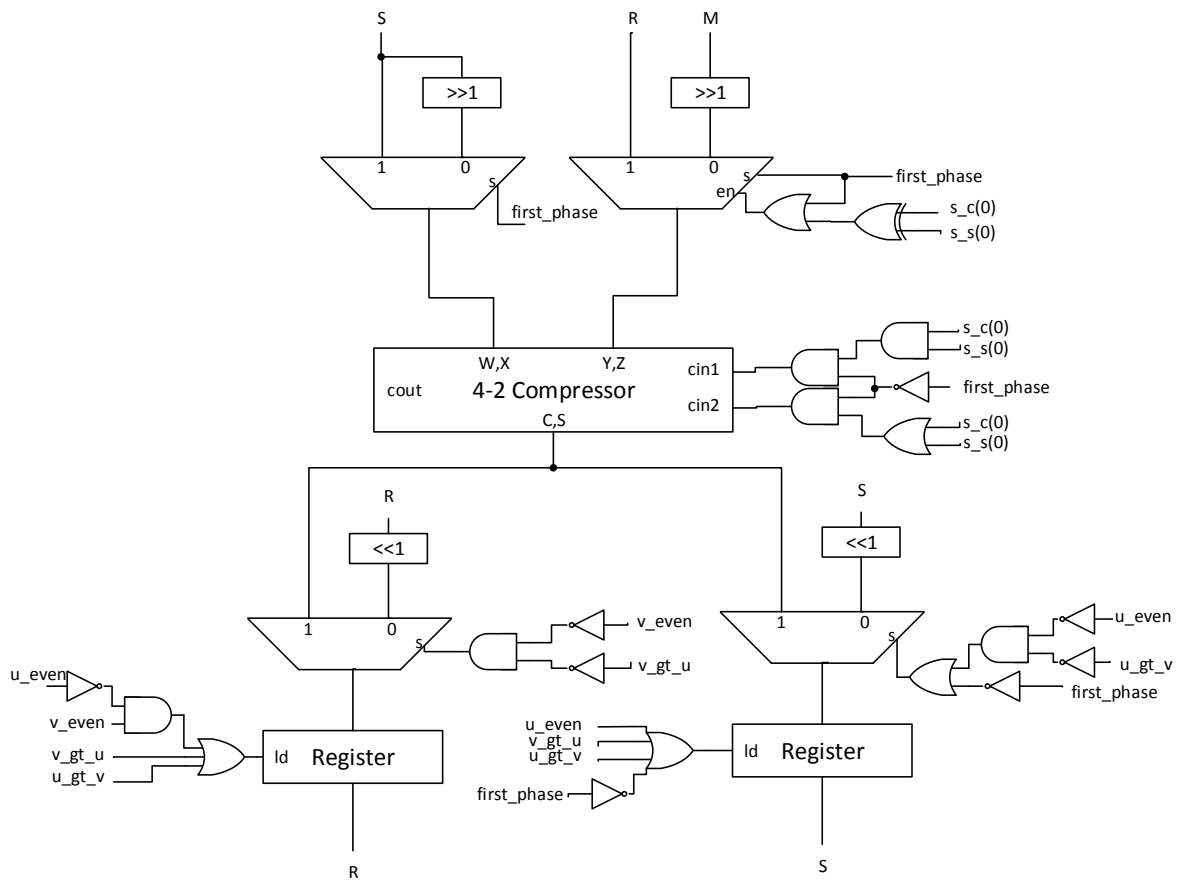 S
R M
>>1 >>1
1 0 s
first_phase
1 0 s
en
first_phase
s_c(0)
s_s(0)
W,X Y,Z
cout 4-2 Compressor
C,S
cin1
cin2
s_c(0)
s_s(0)
first_phase
s_c(0)
s_s(0)
R
<<1
S
<<1
1 0 s
v_even
v_gt_u
1 0 s
u_even
u_gt_v
first_phase
u_even
v_even
v_gt_u
u_gt_v
ld Register
u_even
v_gt_u
u_gt_v
first_phase
ld Register
R
S